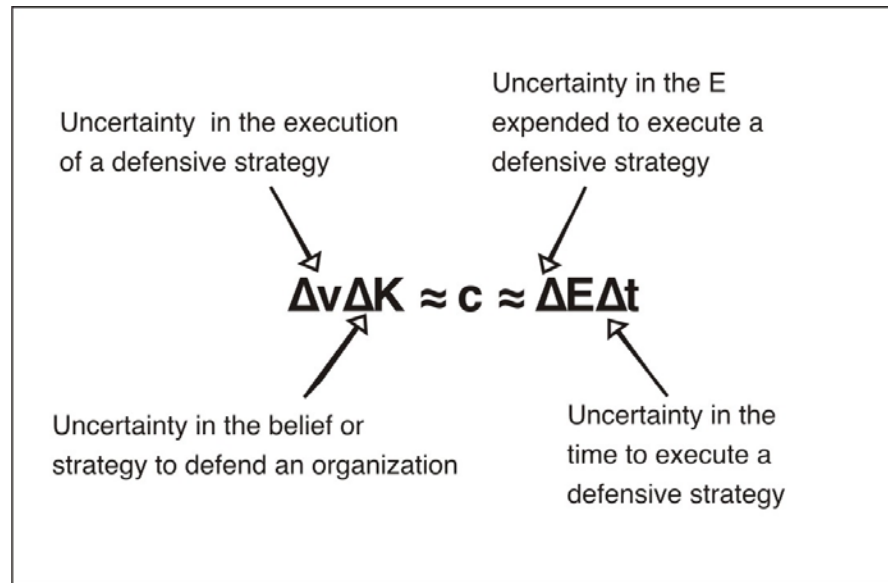 Uncertainty in the execution
of a defensive strategy
Uncertainty in the E
expended to execute a
defensive strategy
ΔvΔK ≈ c ≈ ΔEΔt
Uncertainty in the belief or
strategy to defend an organization
Uncertainty in the
time to execute a
defensive strategy